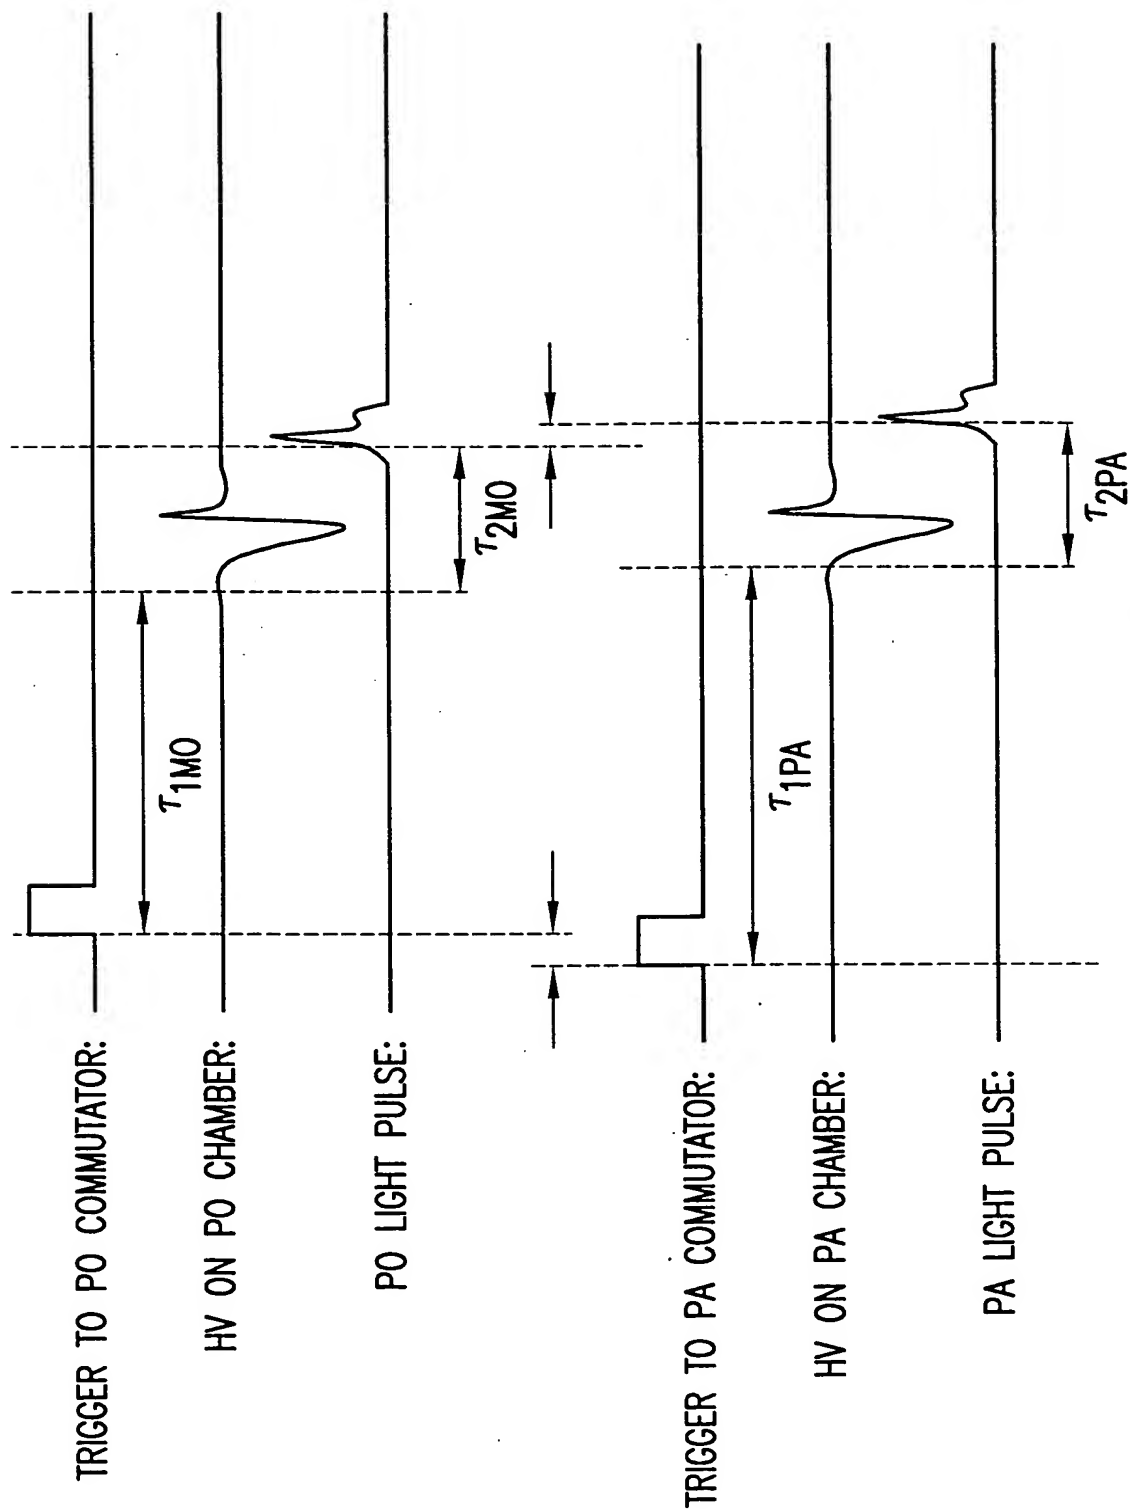 TRIGGER TO PO COMMUTATOR:
τ1MO
HV ON PO CHAMBER:
τ2MO
PO LIGHT PULSE:
TRIGGER TO PA COMMUTATOR:
τ1PA
HV ON PA CHAMBER:
τ2PA
PA LIGHT PULSE: